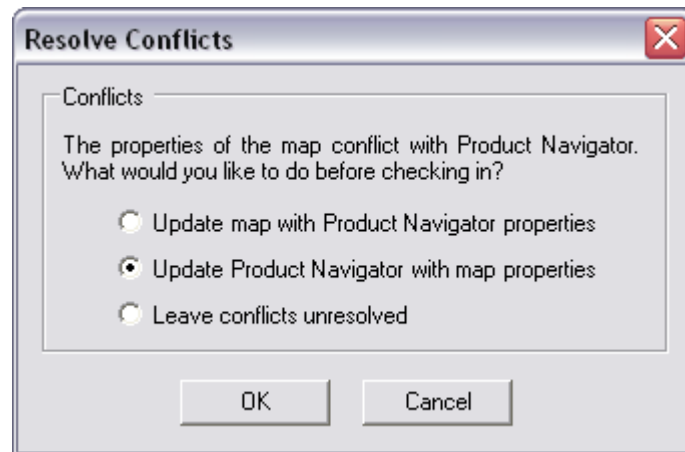 Resolve Conflicts
Conflicts
The properties of the map conflict with Product Navigator.
What would you like to do before checking in?
Update map with Product Navigator properties
Update Product Navigator with map properties
Leave conflicts unresolved
OK
Cancel